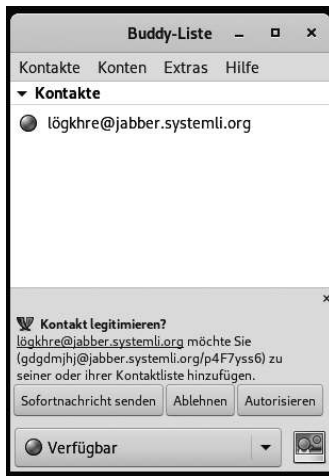 Buddy-Liste
Kontakte Konten Extras Hilfe
Kontakte
lögkhre@jabber.systemli.org
Kontakt legitimieren?
lögkhre@jabber.systemli.org möchte Sie
(gdgdmjhj@jabber.systemli.org/p4F7yss6) zu
seiner oder ihrer Kontaktliste hinzufügen.
Sofortnachricht senden Ablehnen Autorisieren
Verfügbar